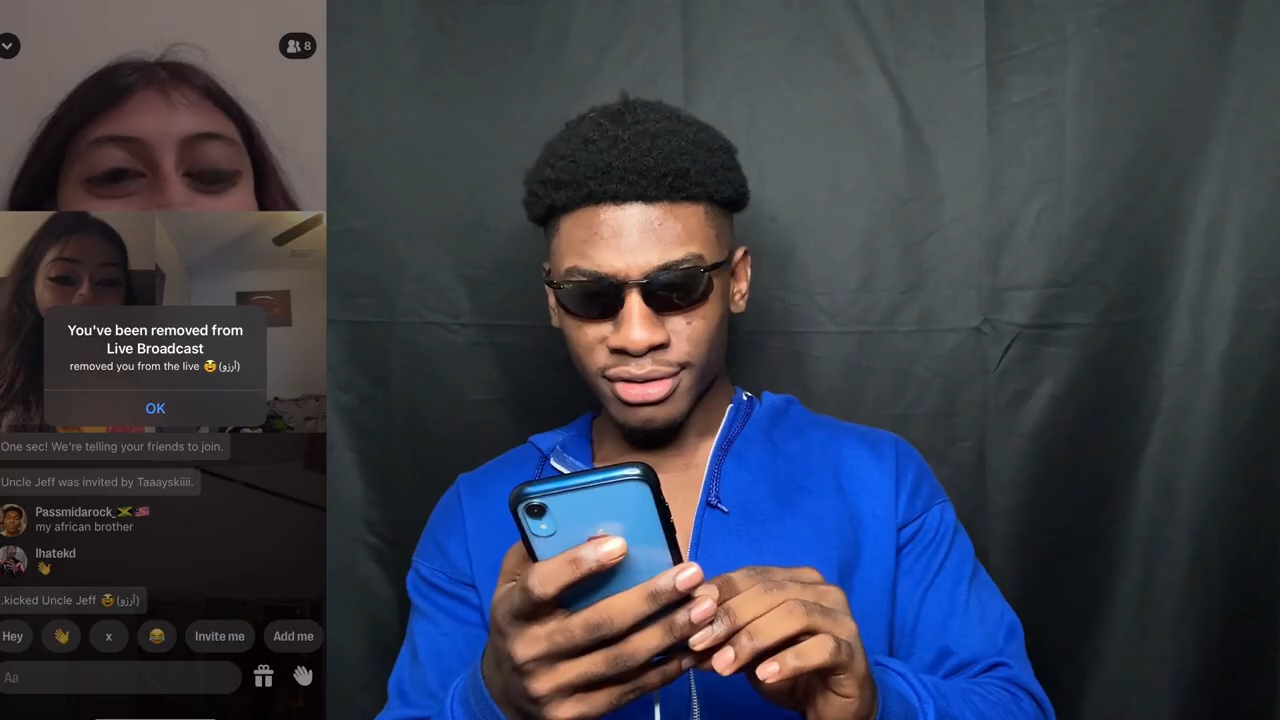 8
You've been removed from
Live Broadcast
removed you from the live 🤠(أرزو)
OK
One sec! We're telling your friends to join.
Uncle Jeff was invited by Taaayskiiii.
Passmidarock_🇯🇲🇺🇸
my african brother
Ihatekd
👋
.kicked Uncle Jeff 🤠(أرزو)
Hey
👋
x
😂
Invite me
Add me
Aa